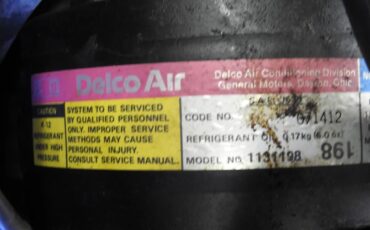 Delco Air
Delco Air Conditioning Division
General Motors, Dayton, Ohio
CAUTION
R-12
REFRIGERANT
UNDER HIGH
PRESSURE
SYSTEM TO BE SERVICED
BY QUALIFIED PERSONNEL
ONLY. IMPROPER SERVICE
METHODS MAY CAUSE
PERSONAL INJURY.
CONSULT SERVICE MANUAL.
CODE NO. 071412
REFRIGERANT OIL 0.17kg (6.0 oz)
MODEL NO. 1131198
198